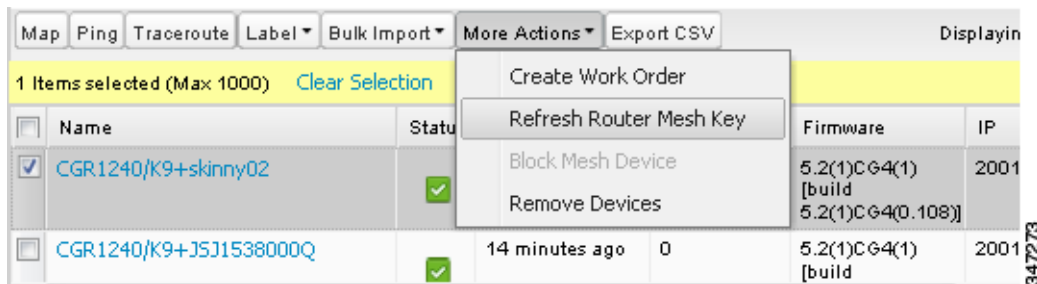 Map Ping Traceroute Label Bulk Import More Actions Export CSV Displayin
1 Items selected (Max 1000) Clear Selection
Create Work Order
Refresh Router Mesh Key
Block Mesh Device
Remove Devices
Name Statu Firmware IP
CGR1240/K9+skinny02 5.2(1)CG4(1) 2001
[build
5.2(1)CG4(0.108)]
CGR1240/K9+JSJ1538000Q 14 minutes ago 0 5.2(1)CG4(1) 2001
[build
347273